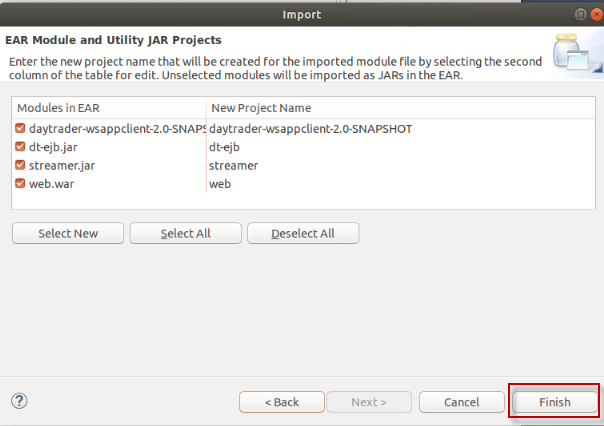 Import
EAR Module and Utility JAR Projects
Enter the new project name that will be created for the imported module file by selecting the second
column of the table for edit. Unselected modules will be imported as JARs in the EAR.
Modules in EAR New Project Name
daytrader-wsappclient-2.0-SNAPS daytrader-wsappclient-2.0-SNAPSHOT
dt-ejb.jar dt-ejb
streamer.jar streamer
web.war web
Select New Select All Deselect All
? < Back Next > Cancel Finish